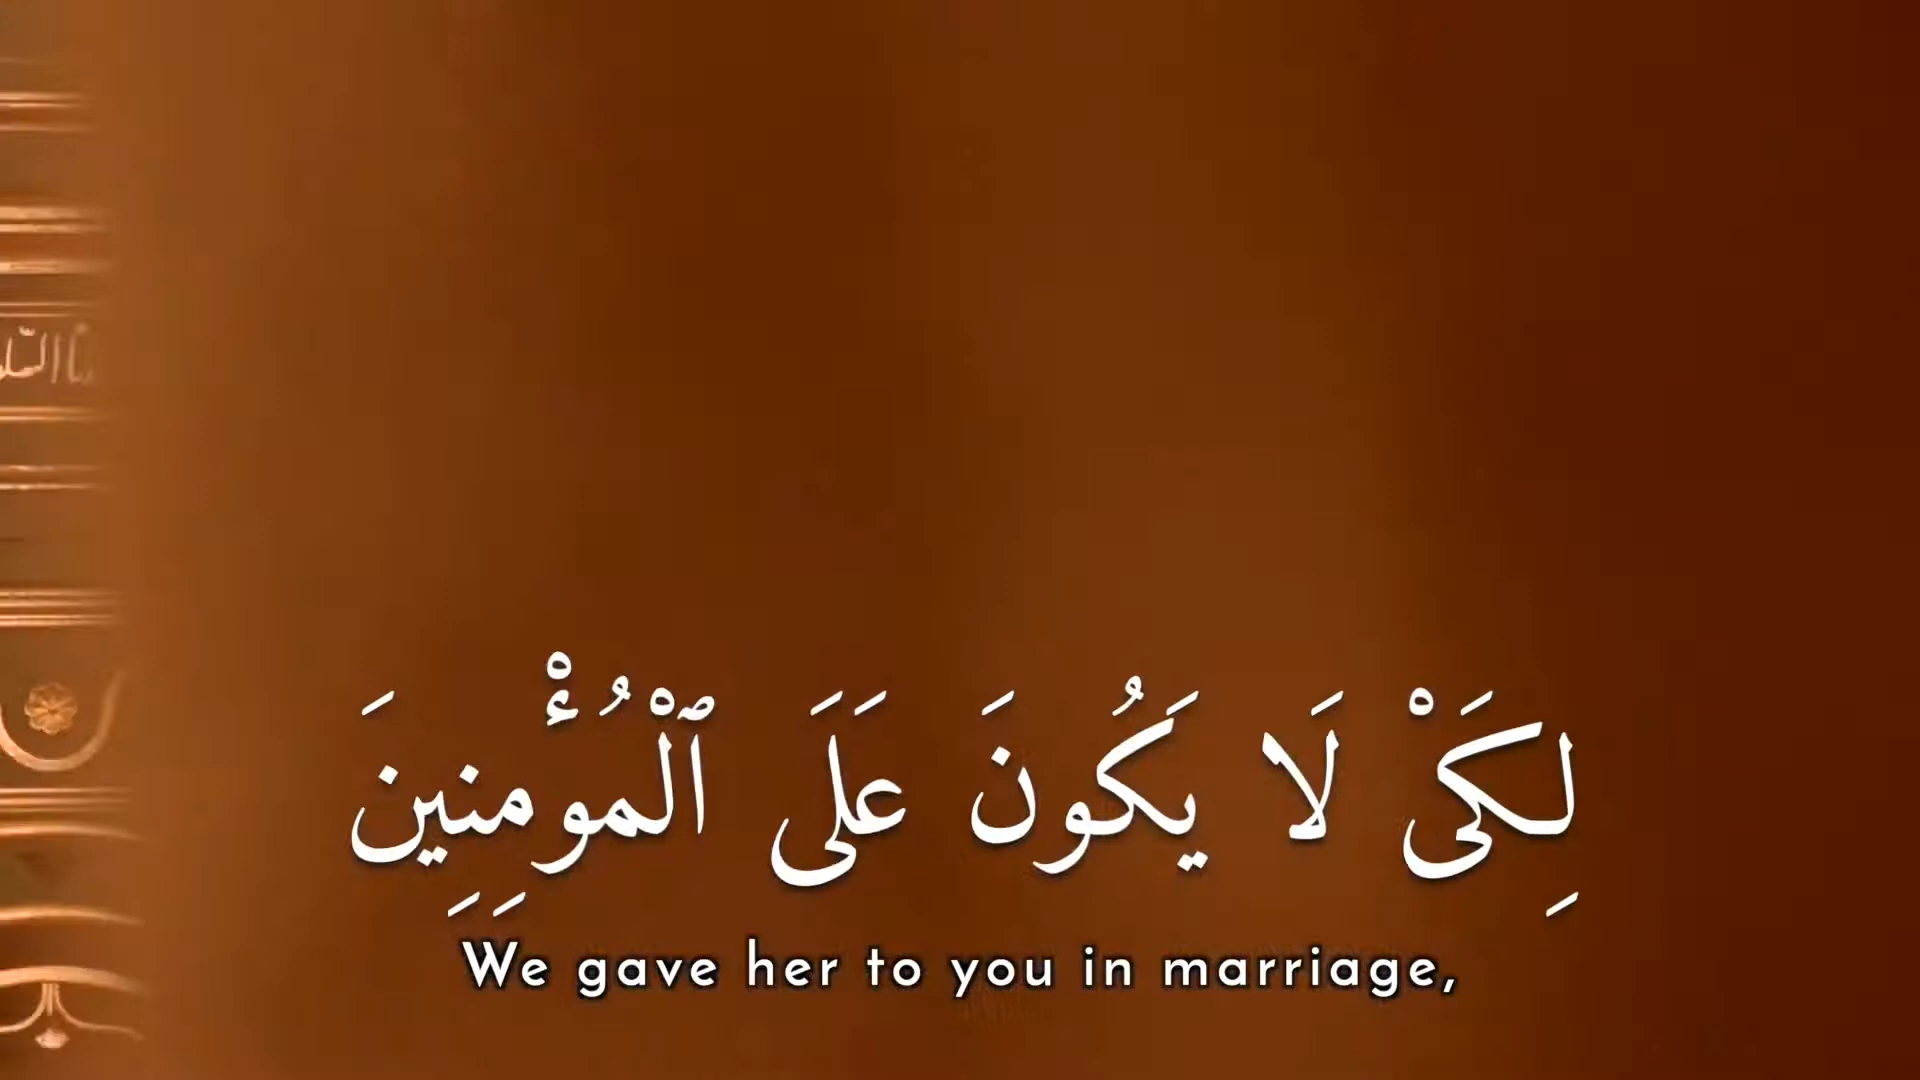 لِكَىْ لَا يَكُونَ عَلَى ٱلْمُؤْمِنِينَ
We gave her to you in marriage,